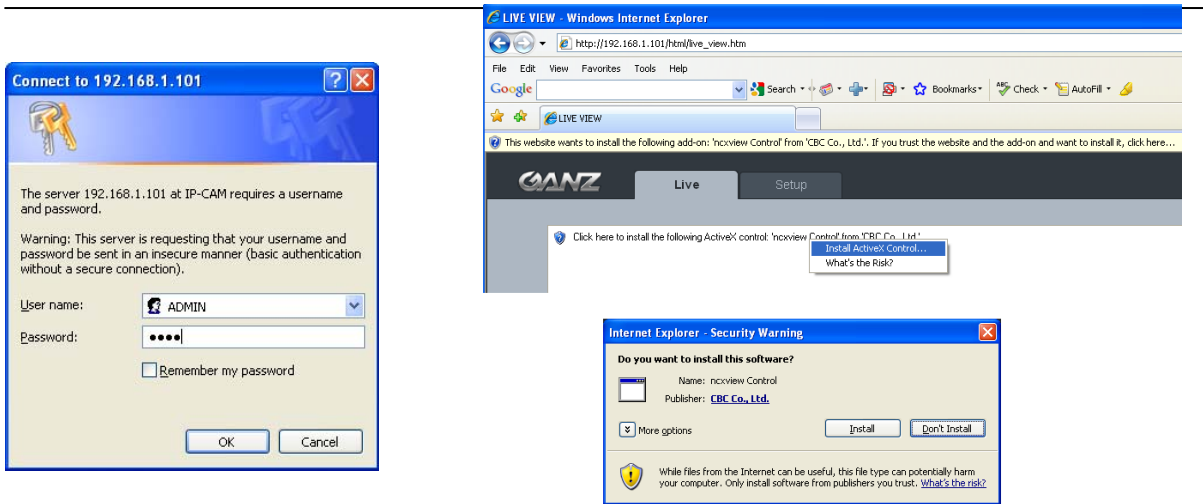 Connect to 192.168.1.101
The server 192.168.1.101 at IP-CAM requires a username
and password.
Warning: This server is requesting that your username and
password be sent in an insecure manner (basic authentication
without a secure connection).
User name:
ADMIN
Password:
••••
Remember my password
OK Cancel
LIVE VIEW - Windows Internet Explorer
http://192.168.1.101/html/live_view.htm
File Edit View Favorites Tools Help
Google Search Bookmarks ABC Check AutoFill
LIVE VIEW
This website wants to install the following add-on: 'ncxview Control' from 'CBC Co., Ltd.'. If you trust the website and the add-on and want to install it, click here...
GANZ Live Setup
Click here to install the following ActiveX control: 'ncxview Control' from 'CBC Co., Ltd.'
Install ActiveX Control...
What's the Risk?
Internet Explorer - Security Warning
Do you want to install this software?
Name: ncxview Control
Publisher: CBC Co., Ltd.
More options Install Don't Install
While files from the Internet can be useful, this file type can potentially harm
your computer. Only install software from publishers you trust. What's the risk?